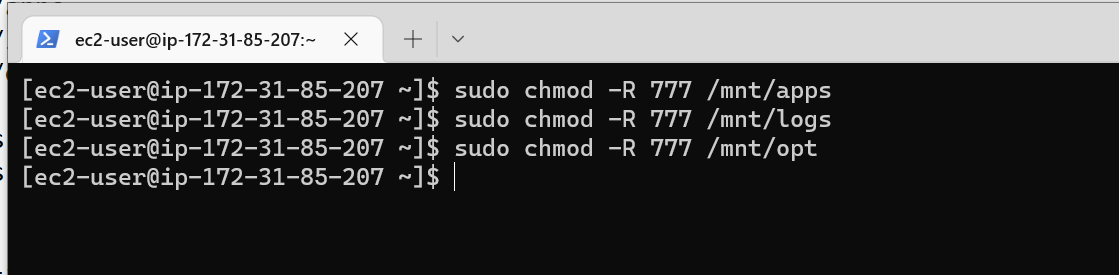 ec2-user@ip-172-31-85-207:~
[ec2-user@ip-172-31-85-207 ~]$ sudo chmod -R 777 /mnt/apps
[ec2-user@ip-172-31-85-207 ~]$ sudo chmod -R 777 /mnt/logs
[ec2-user@ip-172-31-85-207 ~]$ sudo chmod -R 777 /mnt/opt
[ec2-user@ip-172-31-85-207 ~]$